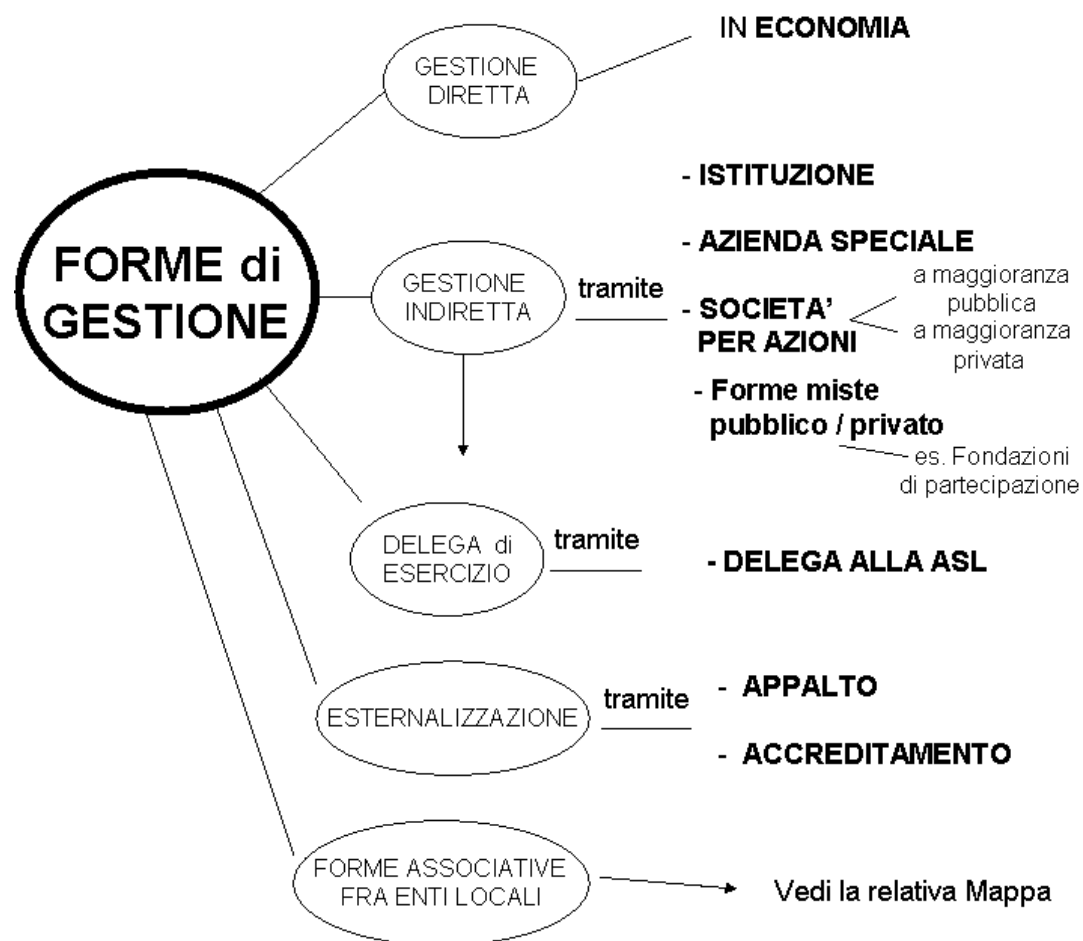 FORME di
GESTIONE
GESTIONE
DIRETTA
IN ECONOMIA
GESTIONE
INDIRETTA
tramite
- ISTITUZIONE
- AZIENDA SPECIALE
- SOCIETA'
PER AZIONI
a maggioranza
pubblica
a maggioranza
privata
- Forme miste
pubblico / privato
es. Fondazioni
di partecipazione
DELEGA di
ESERCIZIO
tramite
- DELEGA ALLA ASL
ESTERNALIZZAZIONE
tramite
- APPALTO
- ACCREDITAMENTO
FORME ASSOCIATIVE
FRA ENTI LOCALI
Vedi la relativa Mappa